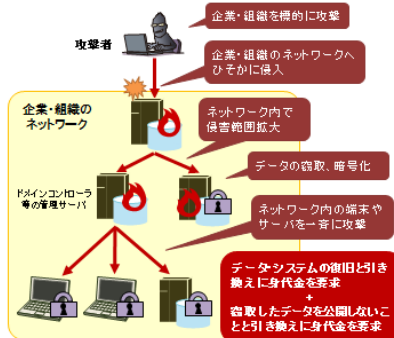 企業・組織を標的に攻撃
攻撃者
企業・組織のネットワークへ
ひそかに侵入
企業・組織の
ネットワーク
ネットワーク内で
侵害範囲拡大
データの窃取、暗号化
ドメインコントローラ
等の管理サーバ
ネットワーク内の端末や
サーバを一斉に攻撃
データ・システムの復旧と引き
換えに身代金を要求
+
窃取したデータを公開しないこ
とと引き換えに身代金を要求